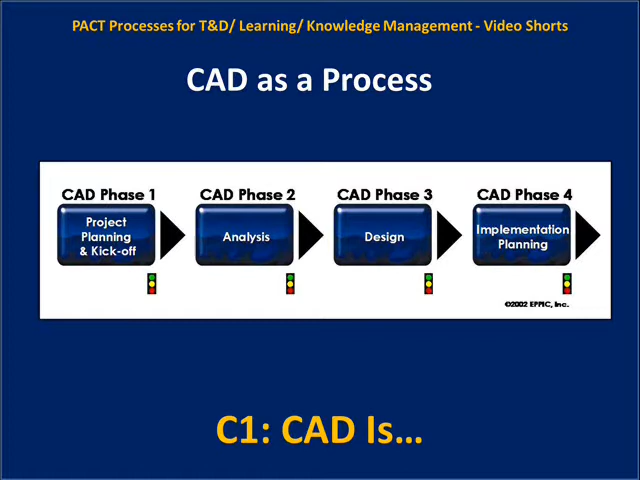 PACT Processes for T&D/ Learning/ Knowledge Management - Video Shorts
CAD as a Process
CAD Phase 1
CAD Phase 2
CAD Phase 3
CAD Phase 4
Project
Planning
& Kick-off
Analysis
Design
Implementation
Planning
©2002 EPPIC, Inc.
C1: CAD Is...